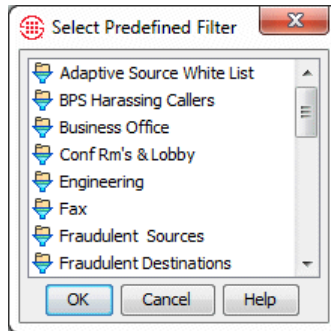 Select Predefined Filter
Adaptive Source White List
BPS Harassing Callers
Business Office
Conf Rm's & Lobby
Engineering
Fax
Fraudulent  Sources
Fraudulent Destinations
OK Cancel Help